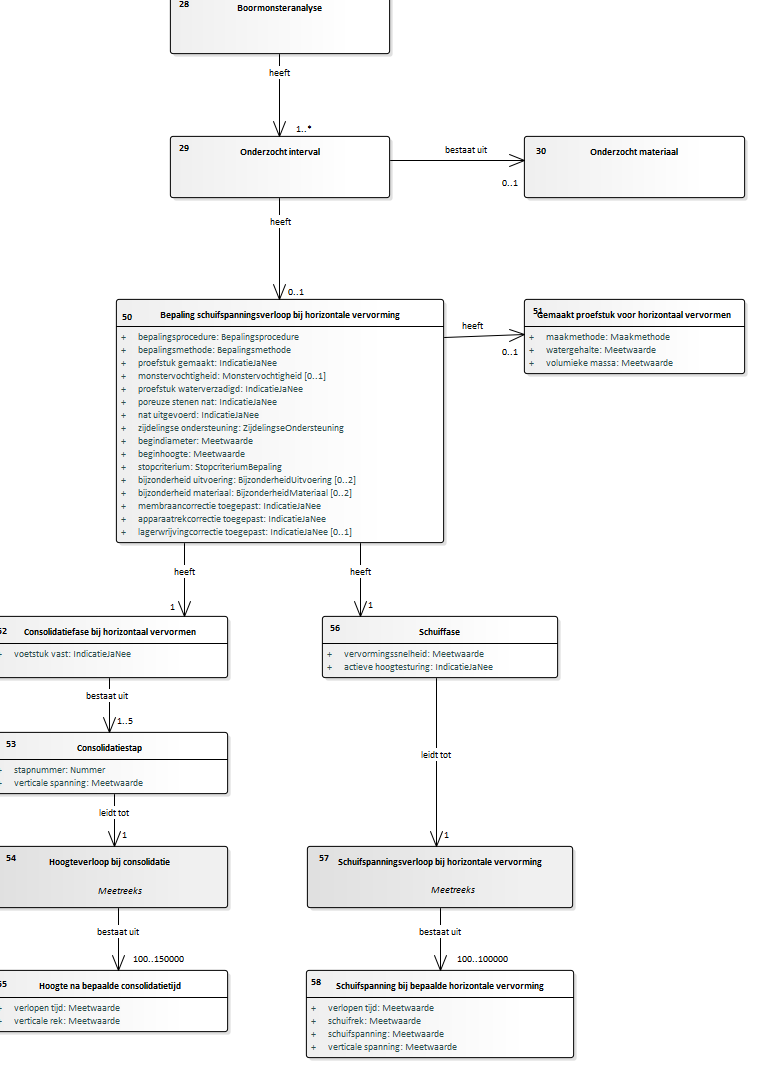 28
Boormonsteranalyse
heeft
1..*
29
Onderzocht interval
bestaat uit
0..1
30
Onderzocht materiaal
heeft
0..1
50
Bepaling schuifspanningsverloop bij horizontale vervorming
+ bepalingsprocedure: Bepalingsprocedure
+ bepalingsmethode: Bepalingsmethode
+ proefstuk gemaakt: IndicatieJaNee
+ monstervochtigheid: Monstervochtigheid [0..1]
+ proefstuk waterverzadigd: IndicatieJaNee
+ poreuze stenen nat: IndicatieJaNee
+ nat uitgevoerd: IndicatieJaNee
+ zijdelingse ondersteuning: ZijdelingseOndersteuning
+ begindiameter: Meetwaarde
+ beginhoogte: Meetwaarde
+ stopcriterium: StopcriteriumBepaling
+ bijzonderheid uitvoering: BijzonderheidUitvoering [0..2]
+ bijzonderheid materiaal: BijzonderheidMateriaal [0..2]
+ membraancorrectie toegepast: IndicatieJaNee
+ apparaatrekcorrectie toegepast: IndicatieJaNee
+ lagerwrijvingcorrectie toegepast: IndicatieJaNee [0..1]
heeft
0..1
51
Gemaakt proefstuk voor horizontaal vervormen
+ maakmethode: Maakmethode
+ watergehalte: Meetwaarde
+ volumieke massa: Meetwaarde
heeft
1
heeft
1
52
Consolidatiefase bij horizontaal vervormen
+ voetstuk vast: IndicatieJaNee
56
Schuiffase
+ vervormingssnelheid: Meetwaarde
+ actieve hoogtesturing: IndicatieJaNee
bestaat uit
1..5
53
Consolidatiestap
+ stapnummer: Nummer
+ verticale spanning: Meetwaarde
leidt tot
1
leidt tot
1
54
Hoogteverloop bij consolidatie
Meetreeks
57
Schuifspanningsverloop bij horizontale vervorming
Meetreeks
bestaat uit
100..150000
bestaat uit
100..100000
55
Hoogte na bepaalde consolidatietijd
+ verlopen tijd: Meetwaarde
+ verticale rek: Meetwaarde
58
Schuifspanning bij bepaalde horizontale vervorming
+ verlopen tijd: Meetwaarde
+ schuifrek: Meetwaarde
+ schuifspanning: Meetwaarde
+ verticale spanning: Meetwaarde